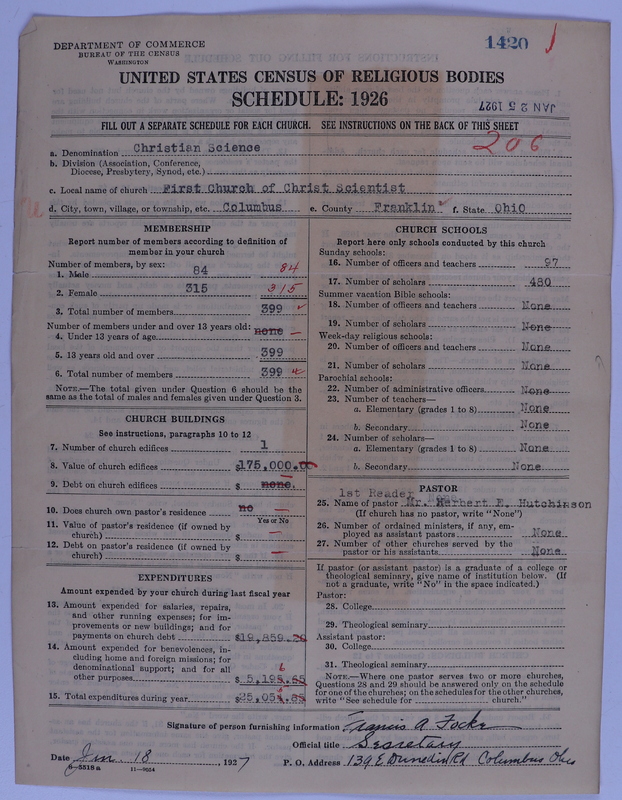 DEPARTMENT OF COMMERCE
BUREAU OF THE CENSUS
WASHINGTON
1420
UNITED STATES CENSUS OF RELIGIOUS BODIES
SCHEDULE: 1926
JAN 25 1927
FILL OUT A SEPARATE SCHEDULE FOR EACH CHURCH. SEE INSTRUCTIONS ON THE BACK OF THIS SHEET
206
a. Denomination Christian Science
b. Division (Association, Conference,
Diocese, Presbytery, Synod, etc.)
c. Local name of church First Church of Christ Scientist
d. City, town, village, or township, etc. Columbus e. County Franklin f. State Ohio
MEMBERSHIP
Report number of members according to definition of
member in your church
Number of members, by sex:
1. Male 84 84
2. Female 315 315
3. Total number of members 399
Number of members under and over 13 years old:
4. Under 13 years of age none
5. 13 years old and over 399
6. Total number of members 399
NOTE.—The total given under Question 6 should be the
same as the total of males and females given under Question 3.
CHURCH BUILDINGS
See instructions, paragraphs 10 to 12
7. Number of church edifices 1
8. Value of church edifices $175,000.00
9. Debt on church edifices $ none.
10. Does church own pastor's residence no
Yes or No
11. Value of pastor's residence (if owned by
church) $ —
12. Debt on pastor's residence (if owned by
church) $ —
EXPENDITURES
Amount expended by your church during last fiscal year
13. Amount expended for salaries, repairs,
and other running expenses; for im-
provements or new buildings; and for
payments on church debt $19,859.20
14. Amount expended for benevolences, in-
cluding home and foreign missions; for
denominational support; and for all
other purposes $ 5,195.65
15. Total expenditures during year $25,054.85
CHURCH SCHOOLS
Report here only schools conducted by this church
Sunday schools:
16. Number of officers and teachers 97
17. Number of scholars 480
Summer vacation Bible schools:
18. Number of officers and teachers None
19. Number of scholars None
Week-day religious schools:
20. Number of officers and teachers None
21. Number of scholars None
Parochial schools:
22. Number of administrative officers None
23. Number of teachers—
a. Elementary (grades 1 to 8) None
b. Secondary None
24. Number of scholars—
a. Elementary (grades 1 to 8) None
b. Secondary None
PASTOR
1st Reader
25. Name of pastor Mr. Herbert E. Hutchinson
(If church has no pastor, write "None")
26. Number of ordained ministers, if any, em-
ployed as assistant pastors None
27. Number of other churches served by the
pastor or his assistants None
If pastor (or assistant pastor) is a graduate of a college or
theological seminary, give name of institution below. (If
not a graduate, write "No" in the space indicated.)
Pastor:
28. College
29. Theological seminary
Assistant pastor:
30. College
31. Theological seminary
NOTE.—Where one pastor serves two or more churches,
Questions 28 and 29 should be answered only on the schedule
for one of the churches; on the schedules for the other churches,
write "See schedule for church."
Signature of person furnishing information Francis A. Focke
Official title Secretary
Date Jan. 18, 1927 P. O. Address 139 E Dunedin Rd Columbus Ohio
8-5518a 11-9054